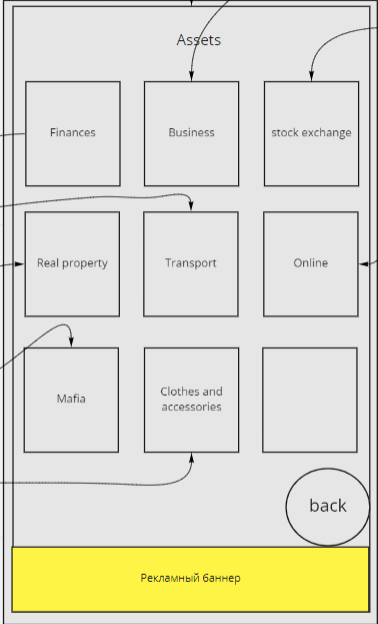 Assets
Finances
Business
stock exchange
Real property
Transport
Online
Mafia
Clothes and
accessories
back
Рекламный баннер